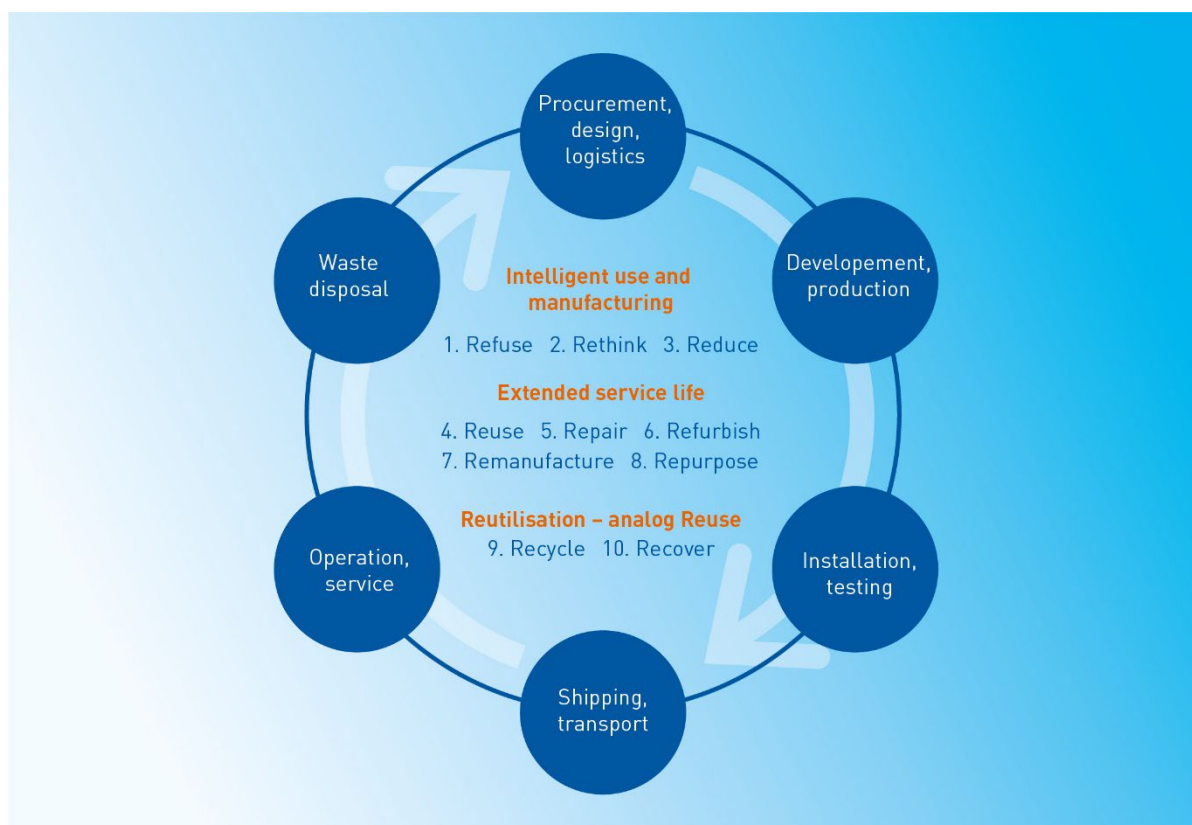 Procurement,
design,
logistics
Waste
disposal
Developement,
production
Intelligent use and
manufacturing
1. Refuse 2. Rethink 3. Reduce
Extended service life
4. Reuse 5. Repair 6. Refurbish
7. Remanufacture 8. Repurpose
Reutilisation – analog Reuse
9. Recycle 10. Recover
Operation,
service
Installation,
testing
Shipping,
transport